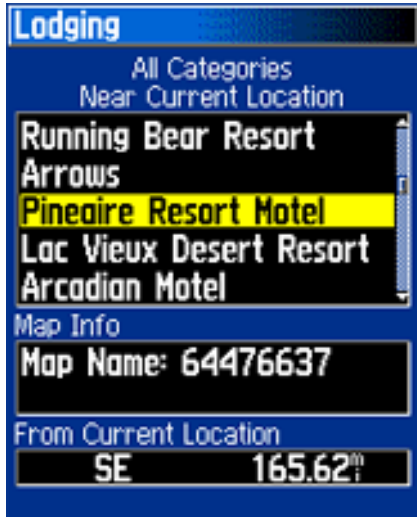 Lodging
All Categories
Near Current Location
Running Bear Resort
Arrows
Pineaire Resort Motel
Lac Vieux Desert Resort
Arcadian Motel
Map Info
Map Name: 64476637
From Current Location
SE 165.62mi